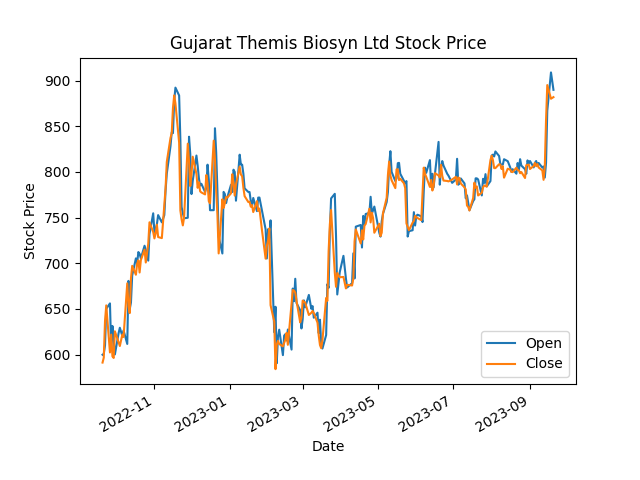 Gujarat Themis Biosyn Ltd Stock Price
900
850
800
750
700
650
600
Stock Price
2022-11
2023-01
2023-03
2023-05
2023-07
2023-09
Date
Open
Close